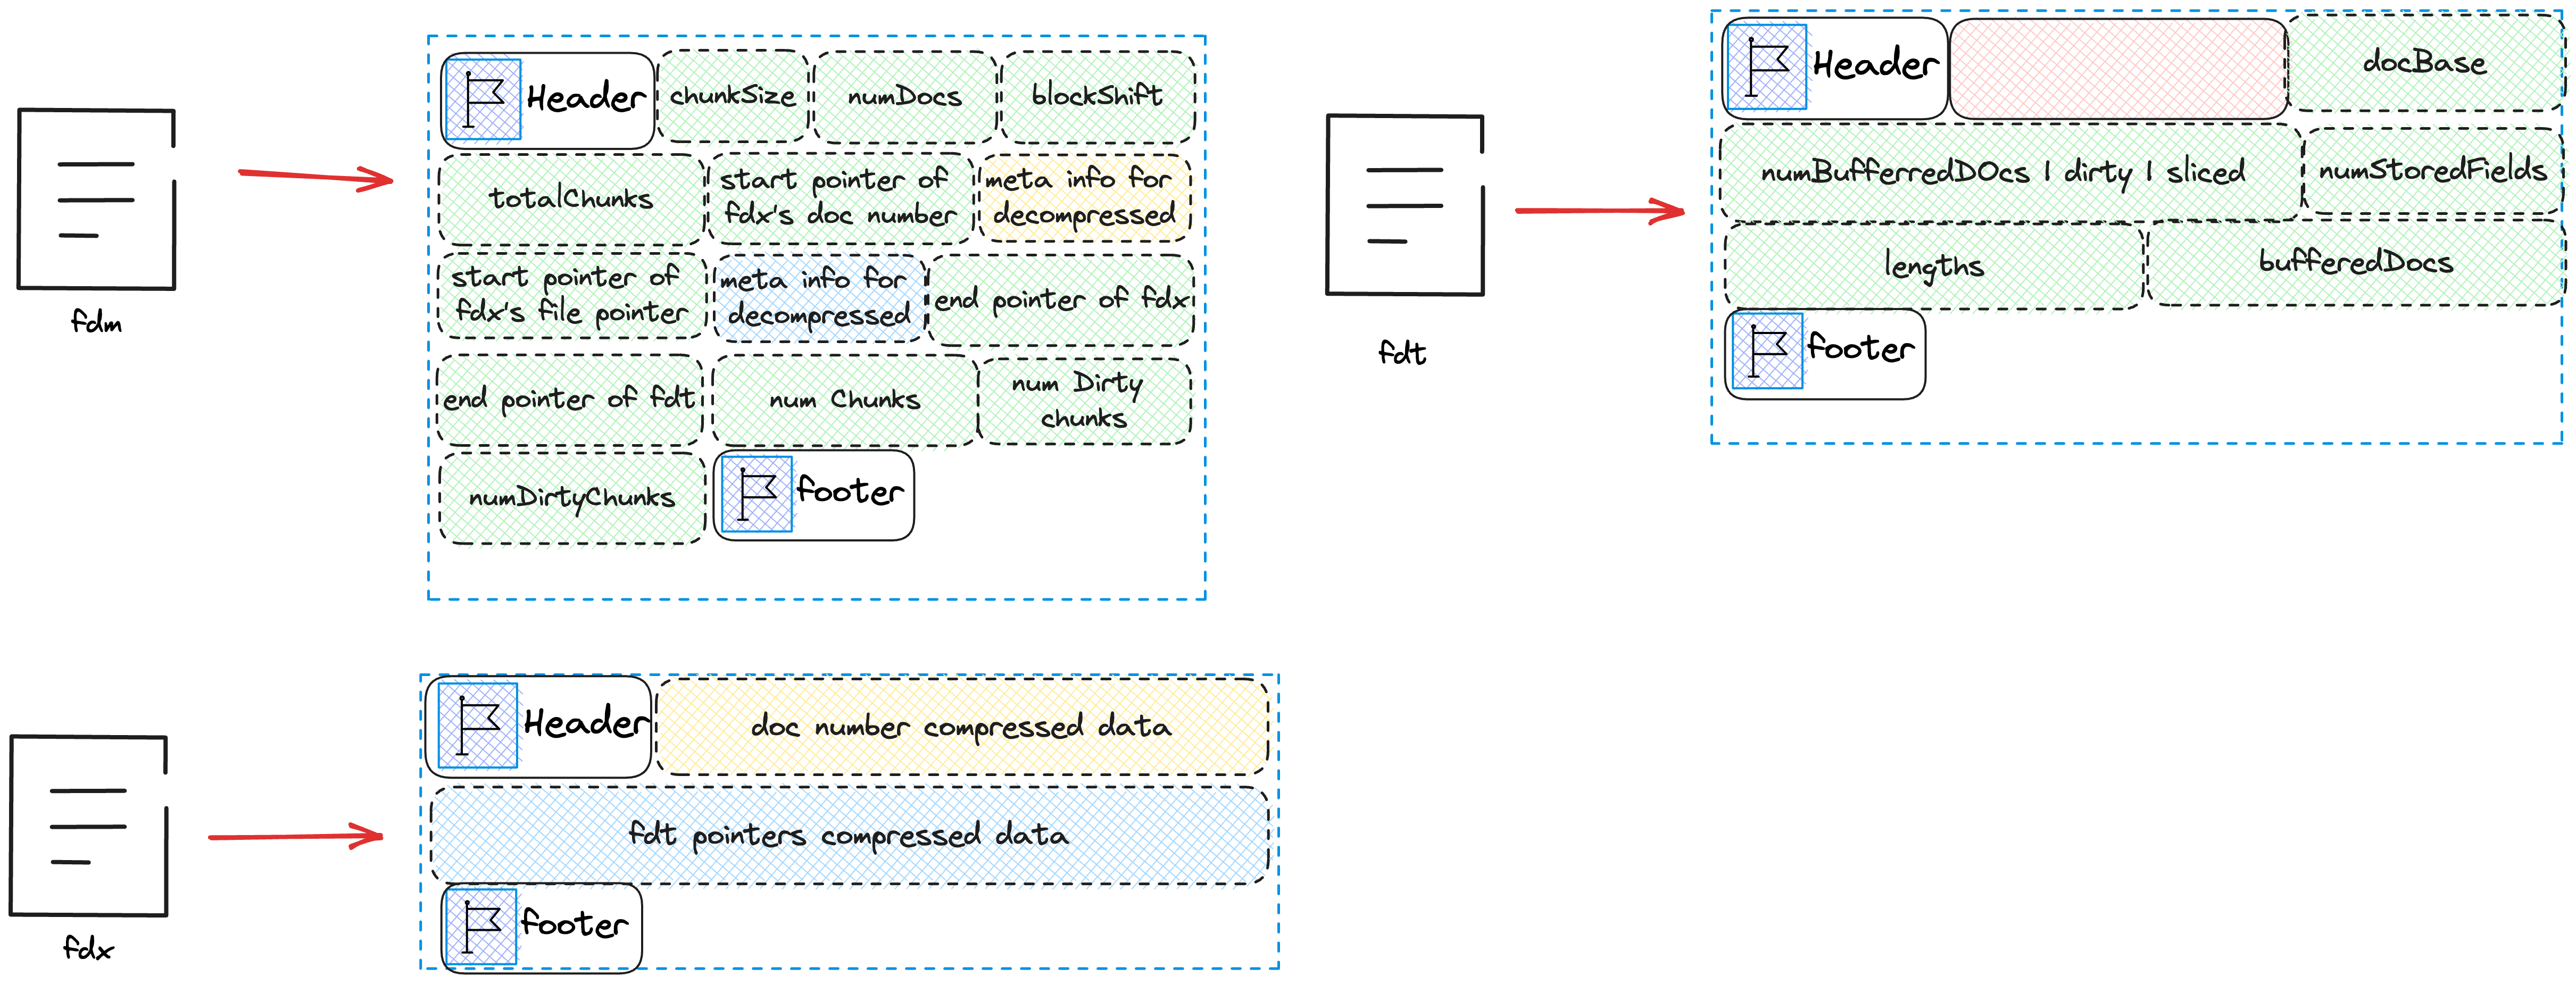 Header
chunkSize
numDocs
blockShift
totalChunks
start pointer of
fdx's doc number
meta info for
decompressed
start pointer of
fdx's file pointer
meta info for
decompressed
end pointer of fdx
end pointer of fdt
num Chunks
num Dirty
chunks
numDirtyChunks
footer
fdm
Header
docBase
numBufferredDOcs | dirty | sliced
numStoredFields
lengths
bufferedDocs
footer
fdt
Header
doc number compressed data
fdt pointers compressed data
footer
fdx